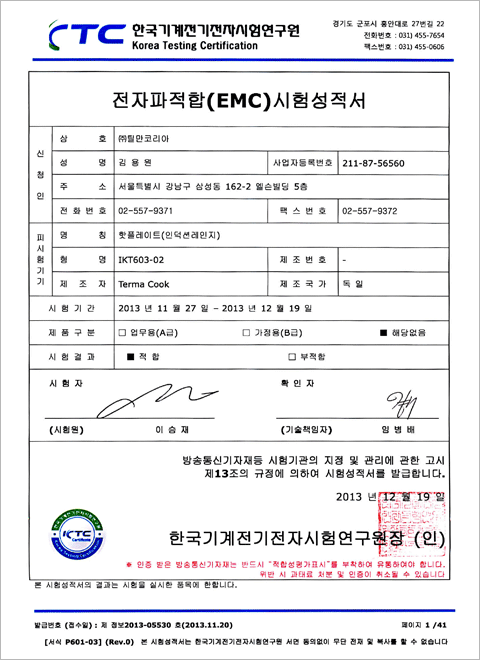 KTC 한국기계전기전자시험연구원
Korea Testing Certification
경기도 군포시 흥안대로 27번길 22
전화번호 : 031) 455-7654
팩스번호 : 031) 455-0606
전자파적합(EMC)시험성적서
신청인
상 호 ㈜틸만코리아
성 명 김 용 원 사업자등록번호 211-87-56560
주 소 서울특별시 강남구 삼성동 162-2 엘슨빌딩 5층
전 화 번 호 02-557-9371 팩 스 번 호 02-557-9372
피시험기기
명 칭 핫플레이트(인덕션레인지)
형 명 IKT603-02 제 조 번 호 -
제 조 자 Terma Cook 제 조 국 가 독 일
시 험 기 간 2013 년 11 월 27 일 – 2013 년 12 월 19 일
제 품 구 분 □ 업무용(A급) □ 가정용(B급) ■ 해당없음
시 험 결 과 ■ 적 합 □ 부적합
시 험 자 확 인 자
(시험원) 이 승 재 (기술책임자) 임 병 배
방송통신기자재등 시험기관의 지정 및 관리에 관한 고시
제13조의 규정에 의하여 시험성적서를 발급합니다.
2013 년 12 월 19 일
KTC
Certificate
한국기계전기전자시험연구원장 (인)
※ 인증 받은 방송통신기자재는 반드시 "적합성평가표시"를 부착하여 유통하여야 합니다.
위반 시 과태료 처분 및 인증이 취소될 수 있습니다
본 시험성적서의 결과는 시험을 실시한 품목에 한합니다.
발급번호 (접수일) : 제 정보2013-05530 호(2013.11.20) 페이지 1 /41
[서식 P601-03] (Rev.0) 본 시험성적서는 한국기계전기전자시험연구원 서면 동의없이 무단 전재 및 복사를 할 수 없습니다